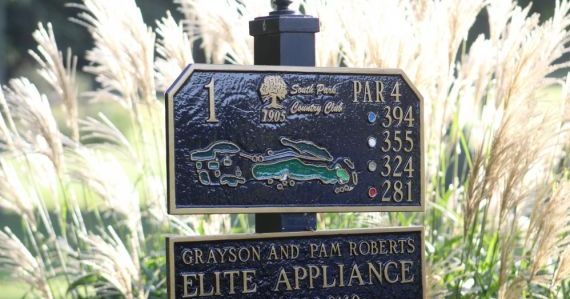 1
South Park
Country Club
1905
PAR 4
394
355
324
281
GRAYSON AND PAM ROBERTS
ELITE APPLIANCE